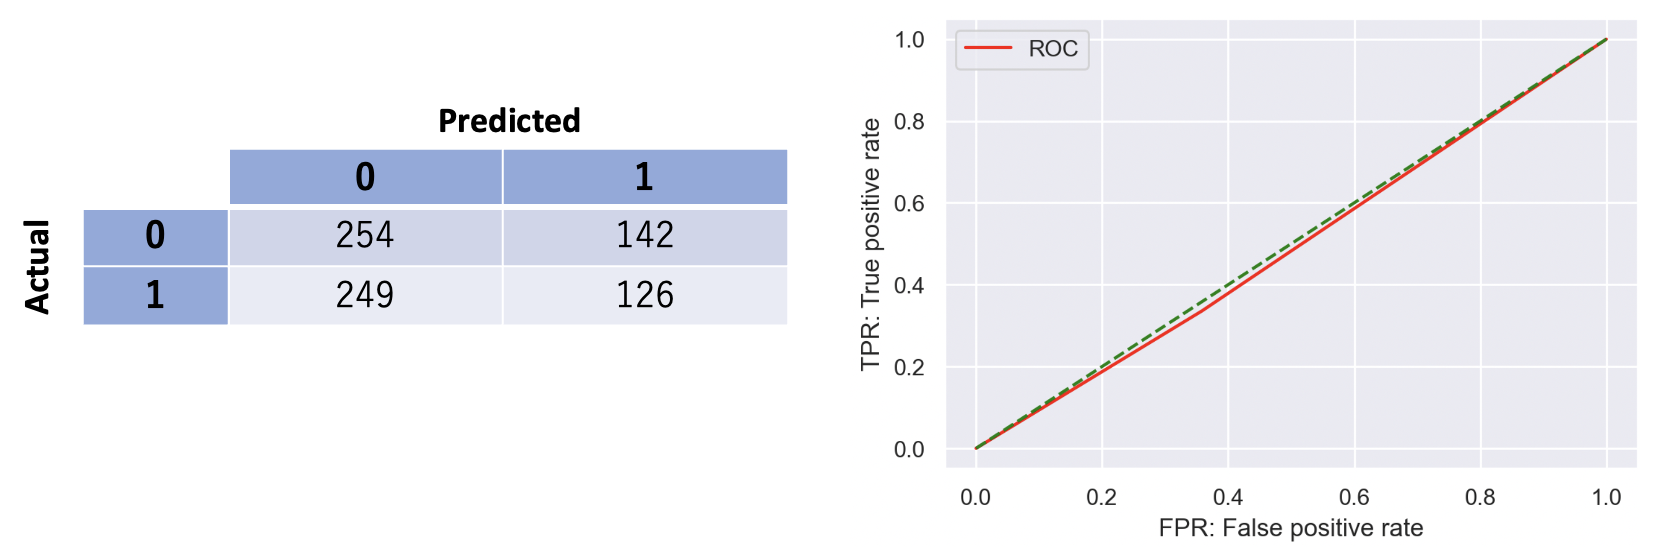 Predicted
0 1
Actual
0 254 142
1 249 126
ROC
TPR: True positive rate
1.0
0.8
0.6
0.4
0.2
0.0
0.0 0.2 0.4 0.6 0.8 1.0
FPR: False positive rate